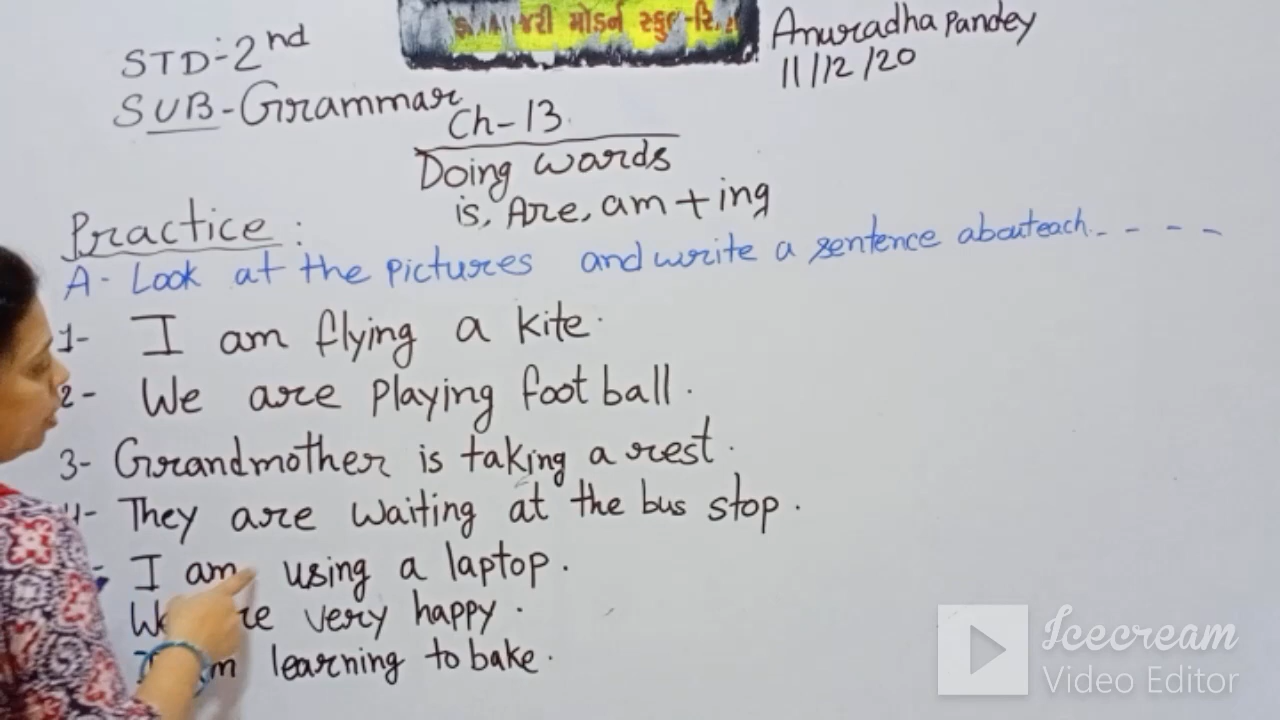 STD:-2nd
મોડર્ન સ્કુલ-
Anuradha Pandey
11/12/20
SUB-Grammar
Ch-13
Doing words
is, Are, am + ing
Practice:
A- Look at the pictures and write a sentence about each. - - - -
1- I am flying a kite.
2- We are playing foot ball.
3- Grandmother is taking a rest.
4- They are waiting at the bus stop.
I am using a laptop.
very happy.
learning to bake.
Icecream
Video Editor